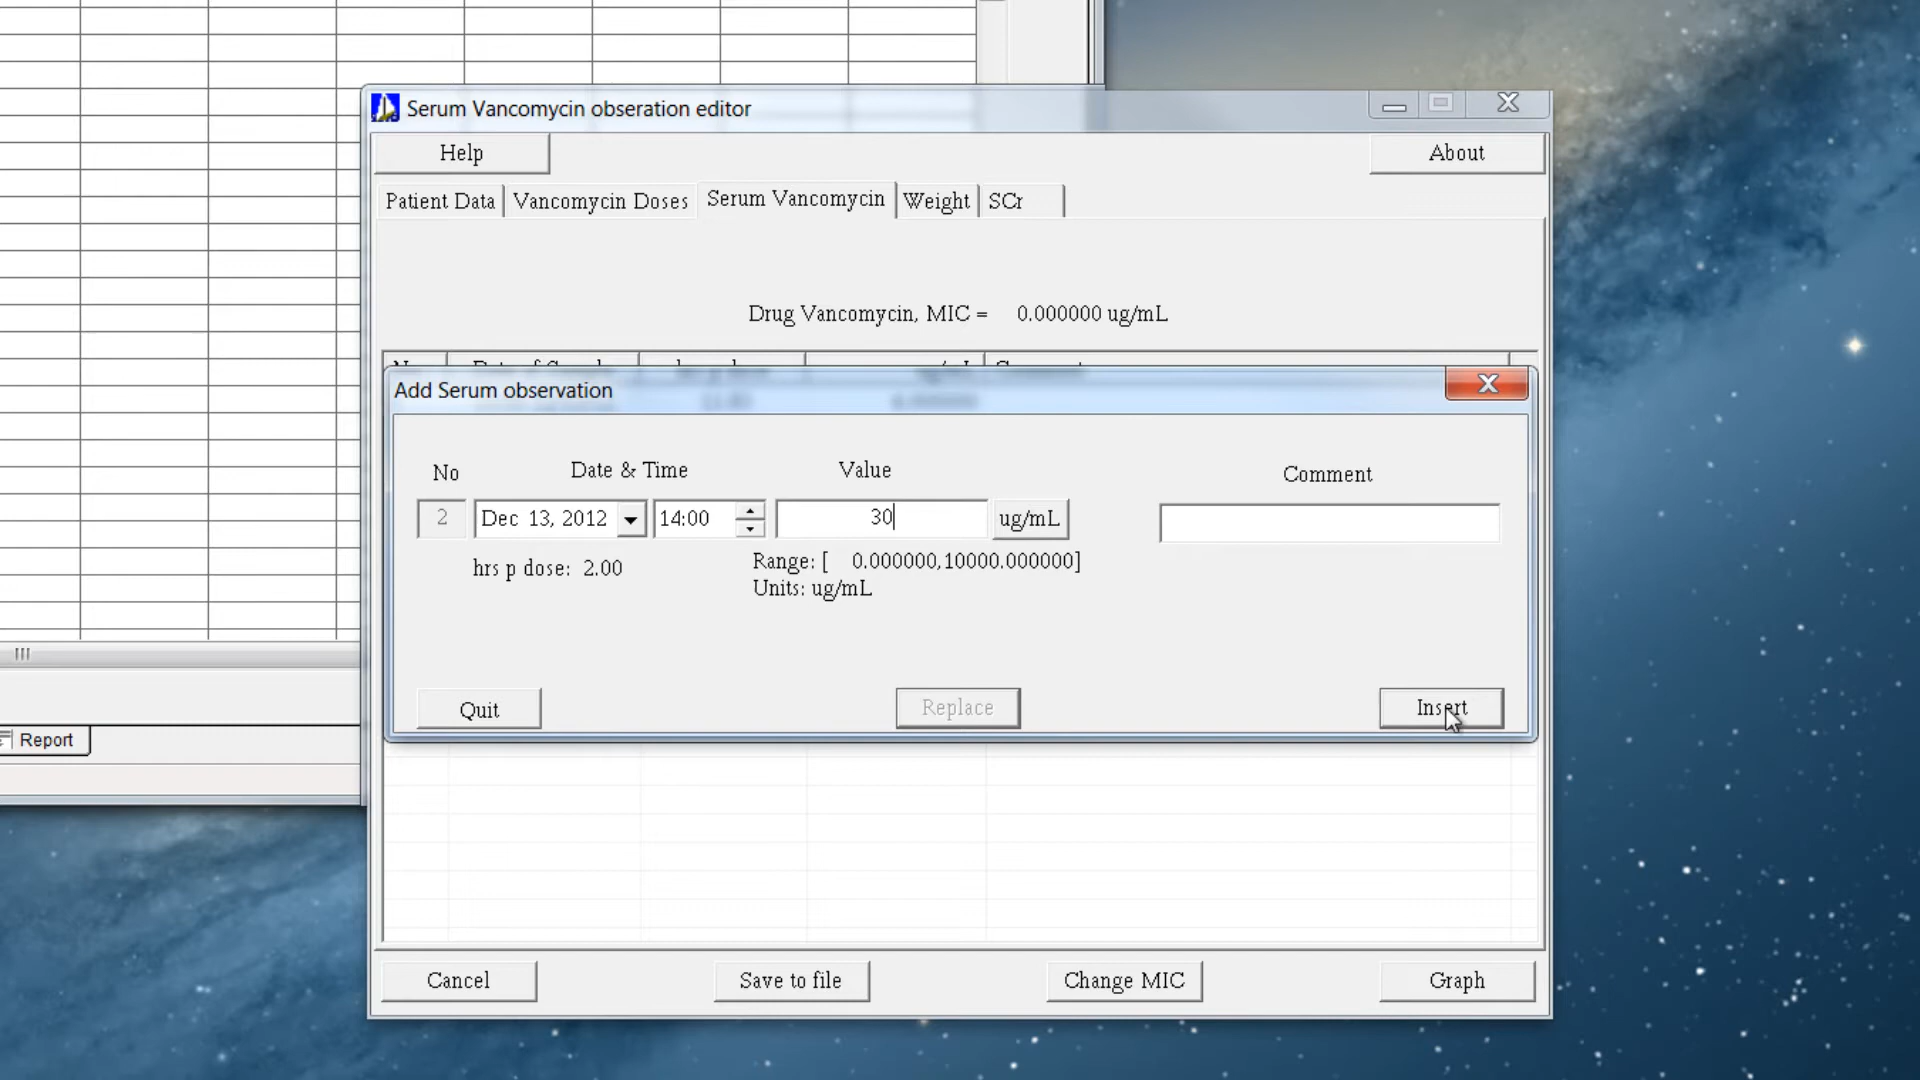 Serum Vancomycin obseration editor
Help
About
Patient Data
Vancomycin Doses
Serum Vancomycin
Weight
SCr
Drug Vancomycin, MIC = 0.000000 ug/mL
Add Serum observation
No
Date & Time
Value
Comment
2
Dec 13, 2012
14:00
30
ug/mL
hrs p dose: 2.00
Range: [ 0.000000,10000.000000]
Units: ug/mL
Quit
Replace
Insert
Report
Cancel
Save to file
Change MIC
Graph